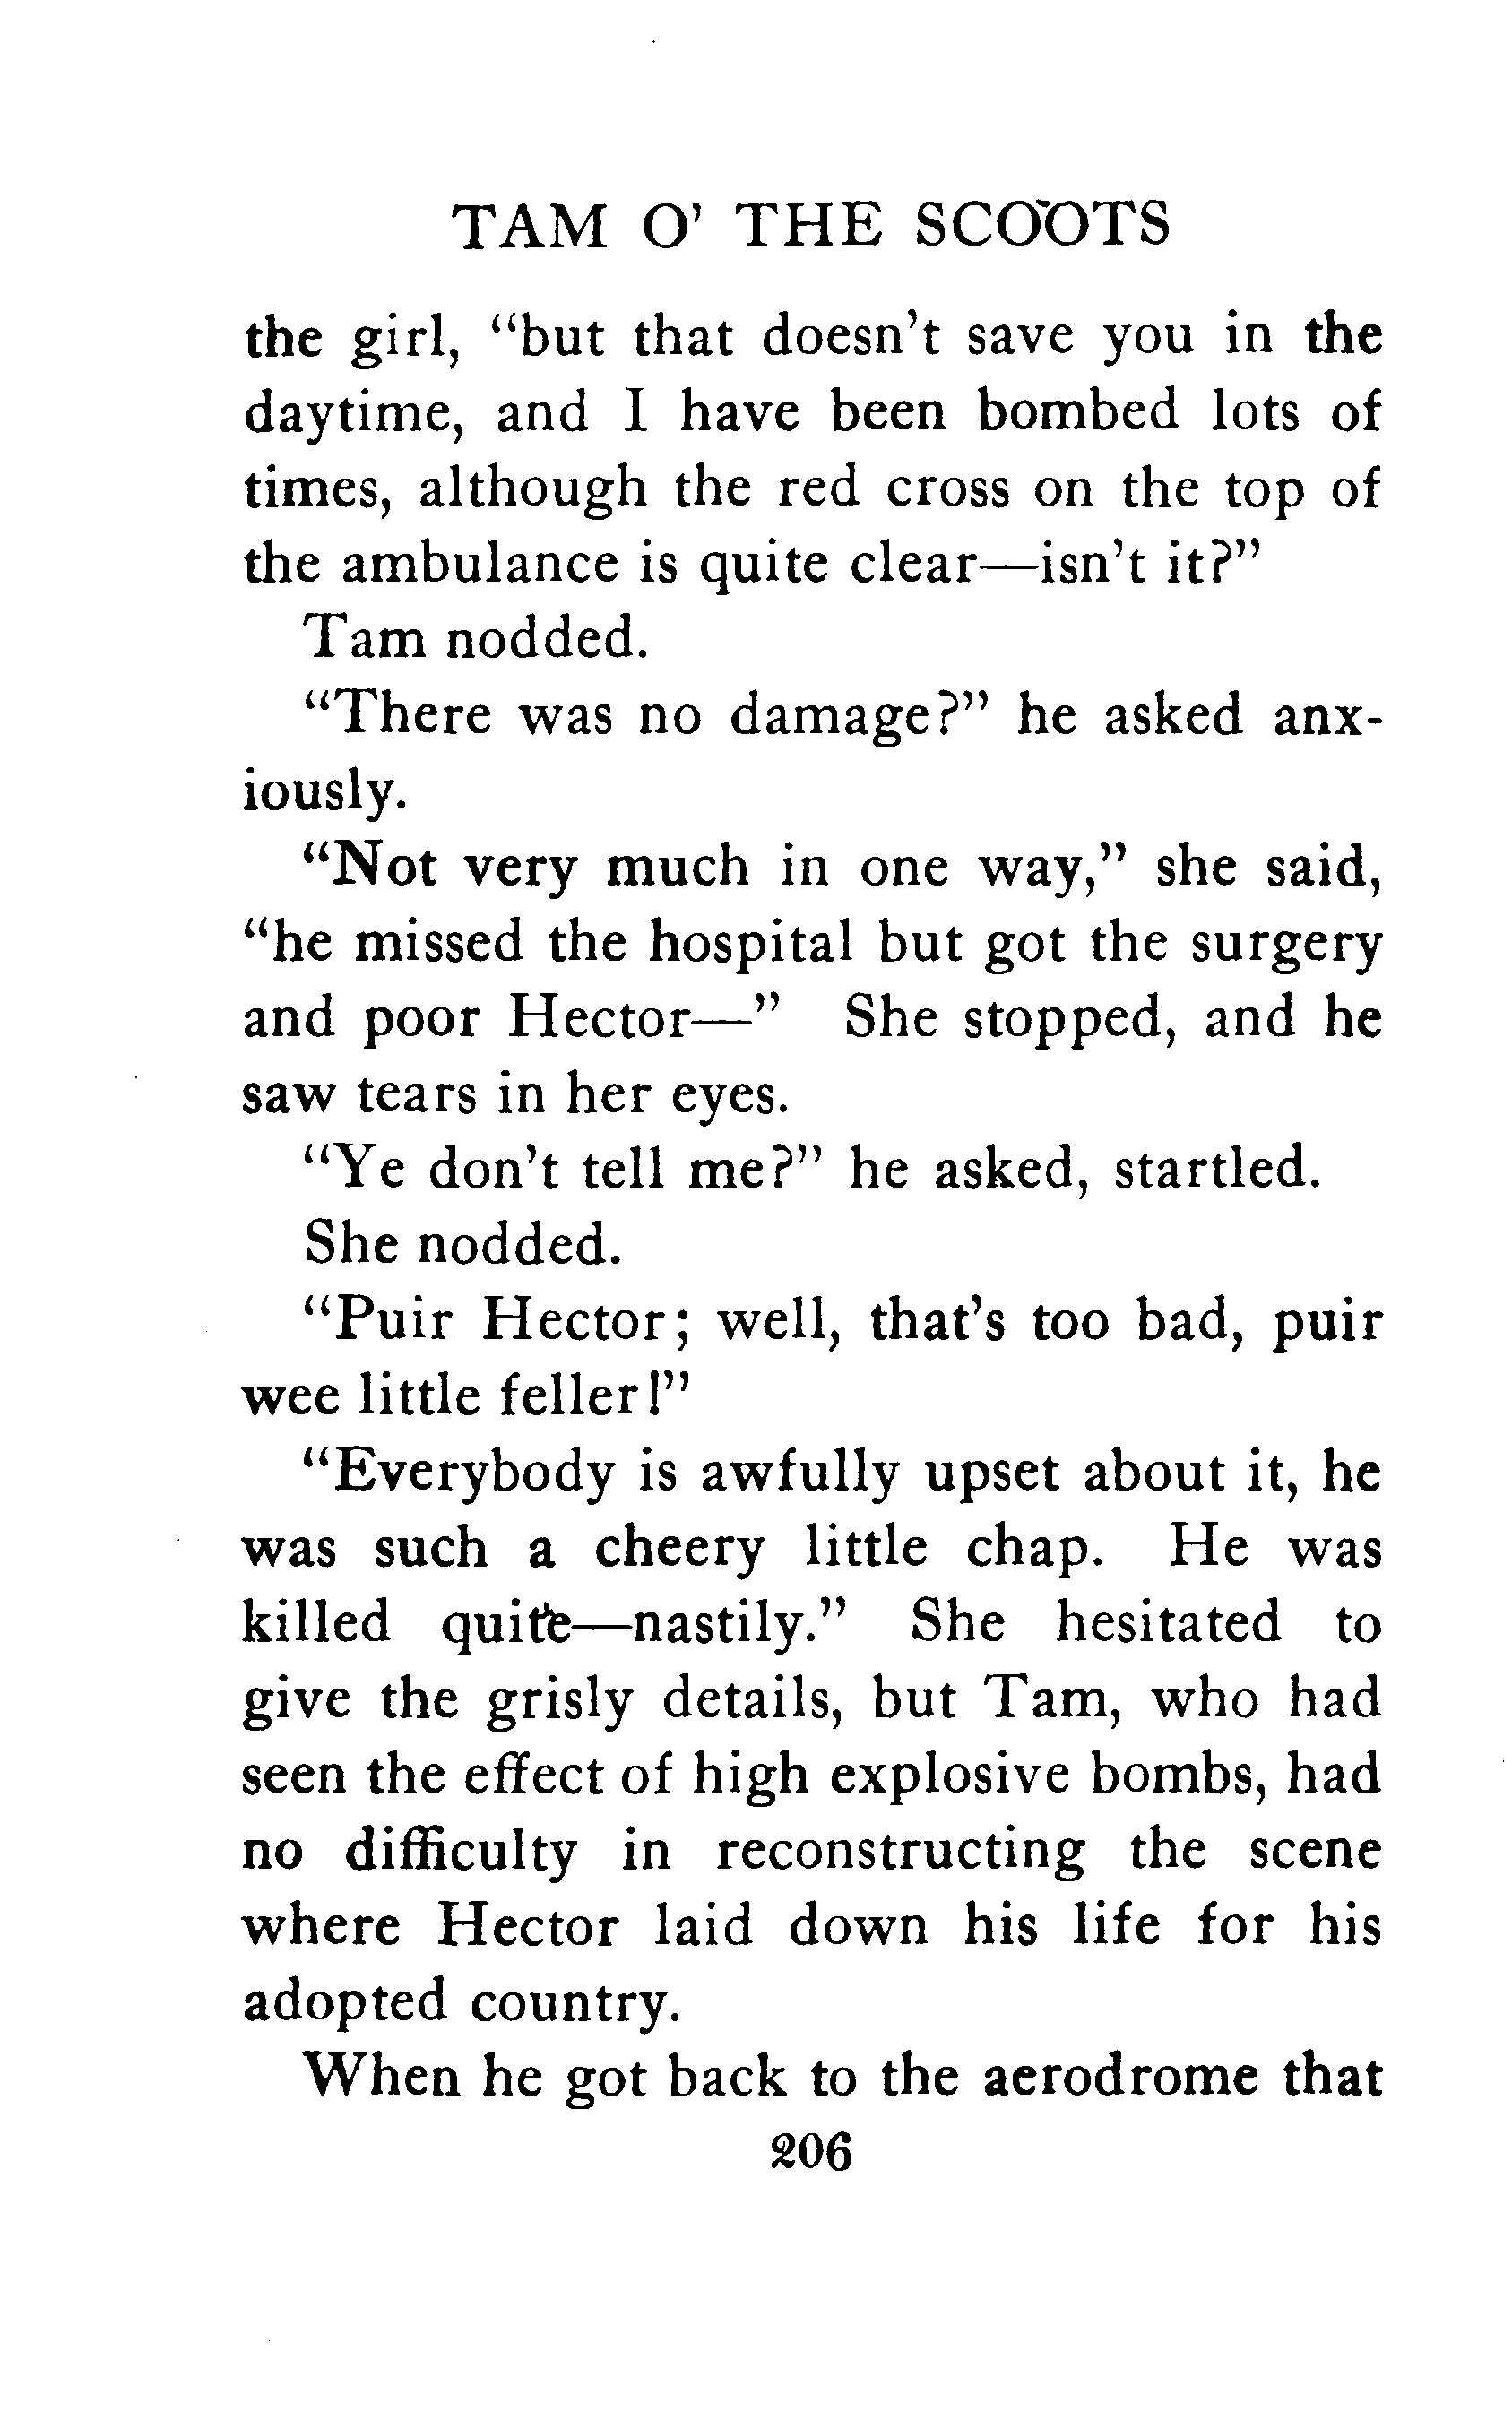 TAM O' THE SCOOTS
the girl, "but that doesn't save you in the
daytime, and I have been bombed lots of
times, although the red cross on the top of
the ambulance is quite clear—isn't it?"
Tam nodded.
"There was no damage?" he asked anx-
iously.
"Not very much in one way," she said,
"he missed the hospital but got the surgery
and poor Hector—" She stopped, and he
saw tears in her eyes.
"Ye don't tell me?" he asked, startled.
She nodded.
"Puir Hector; well, that's too bad, puir
wee little feller!"
"Everybody is awfully upset about it, he
was such a cheery little chap. He was
killed quite—nastily." She hesitated to
give the grisly details, but Tam, who had
seen the effect of high explosive bombs, had
no difficulty in reconstructing the scene
where Hector laid down his life for his
adopted country.
When he got back to the aerodrome that
206